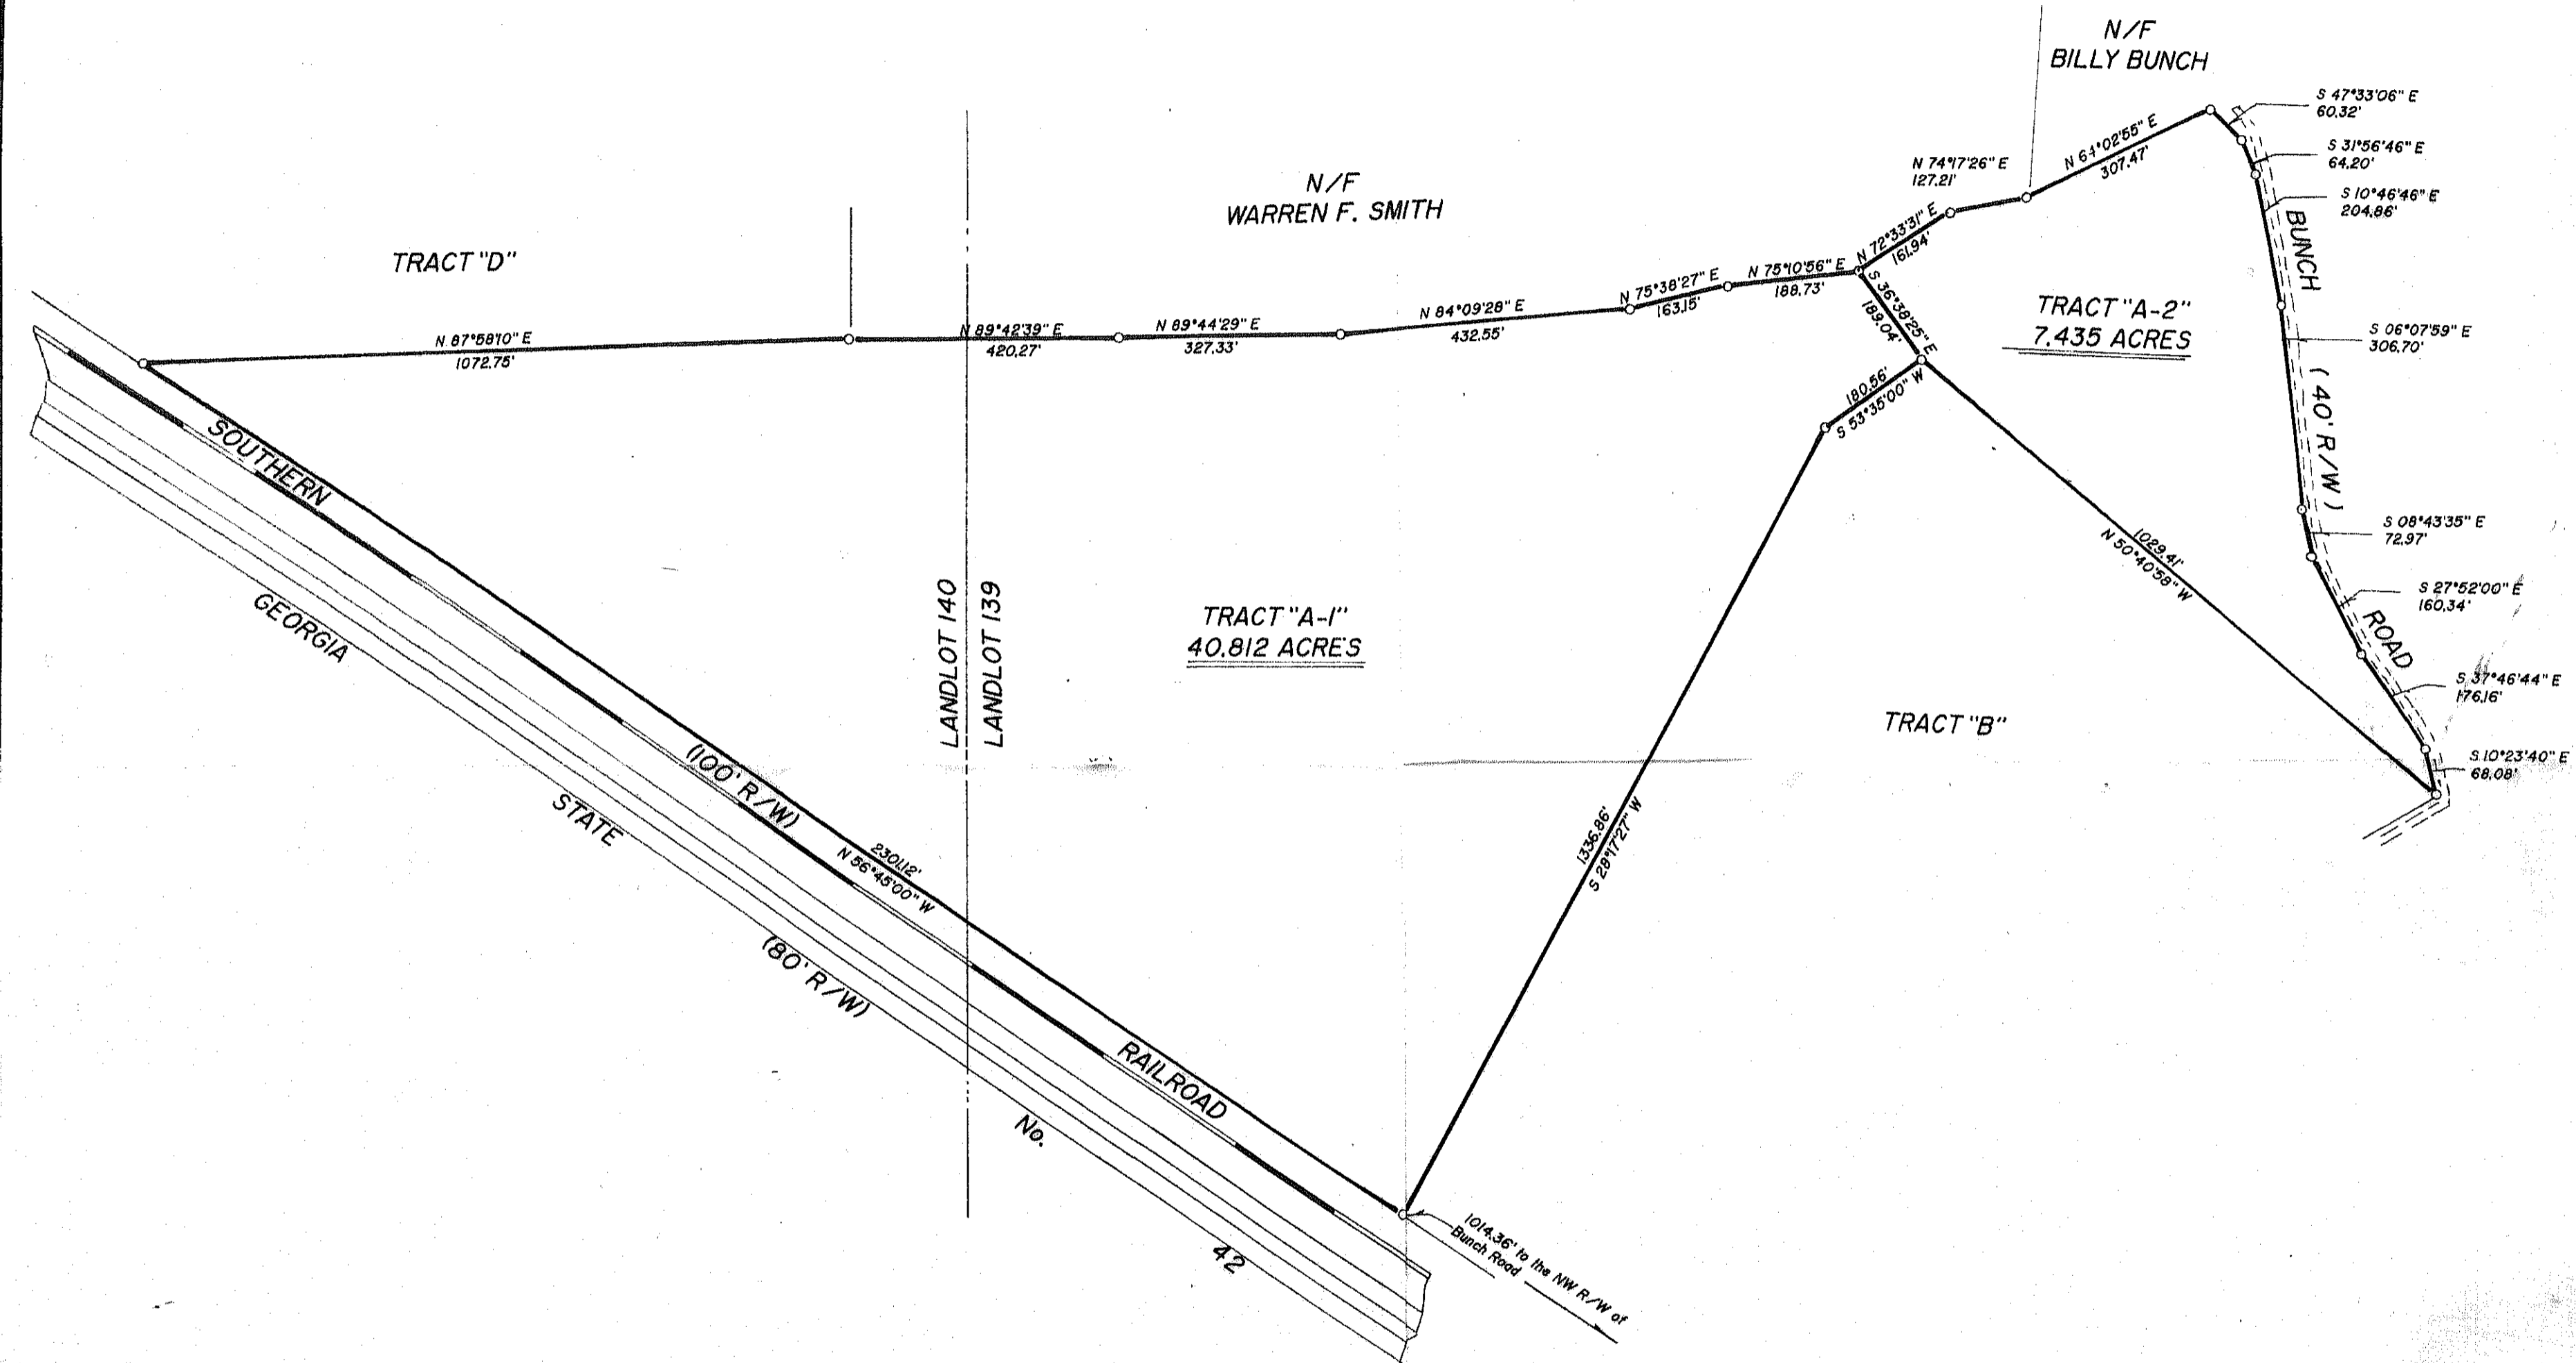 N/F
BILLY BUNCH
S 47°33'06" E
60.32'
S 31°56'46" E
64.20'
S 10°46'46" E
204.86'
N 61°02'55" E
307.47'
N 74°17'26" E
127.21'
N/F
WARREN F. SMITH
N 72°33'31" E
161.94'
TRACT "D"
N 87°58'10" E
1072.75'
N 89°42'39" E
420.27'
N 89°44'29" E
327.33'
N 84°09'28" E
432.55'
N 75°38'27" E
163.15'
N 75°10'56" E
188.73'
S 36°38'25" E
189.04'
TRACT "A-2"
7.435 ACRES
BUNCH
(40' R/W)
ROAD
S 06°07'59" E
306.70'
180.56'
S 53°35'00" W
S 08°43'35" E
72.97'
1029.41'
N 50°40'58" W
S 27°52'00" E
160.34'
S 37°46'44" E
176.16'
S 10°23'40" E
68.08'
SOUTHERN
(100' R/W)
RAILROAD
GEORGIA
STATE
(80' R/W)
No.
42
LANDLOT 140
LANDLOT 139
TRACT "A-1"
40.812 ACRES
TRACT "B"
1336.86'
S 28°17'27" W
2301.12'
N 56°45'00" W
1014.36' to the NW R/W of
Bunch Road